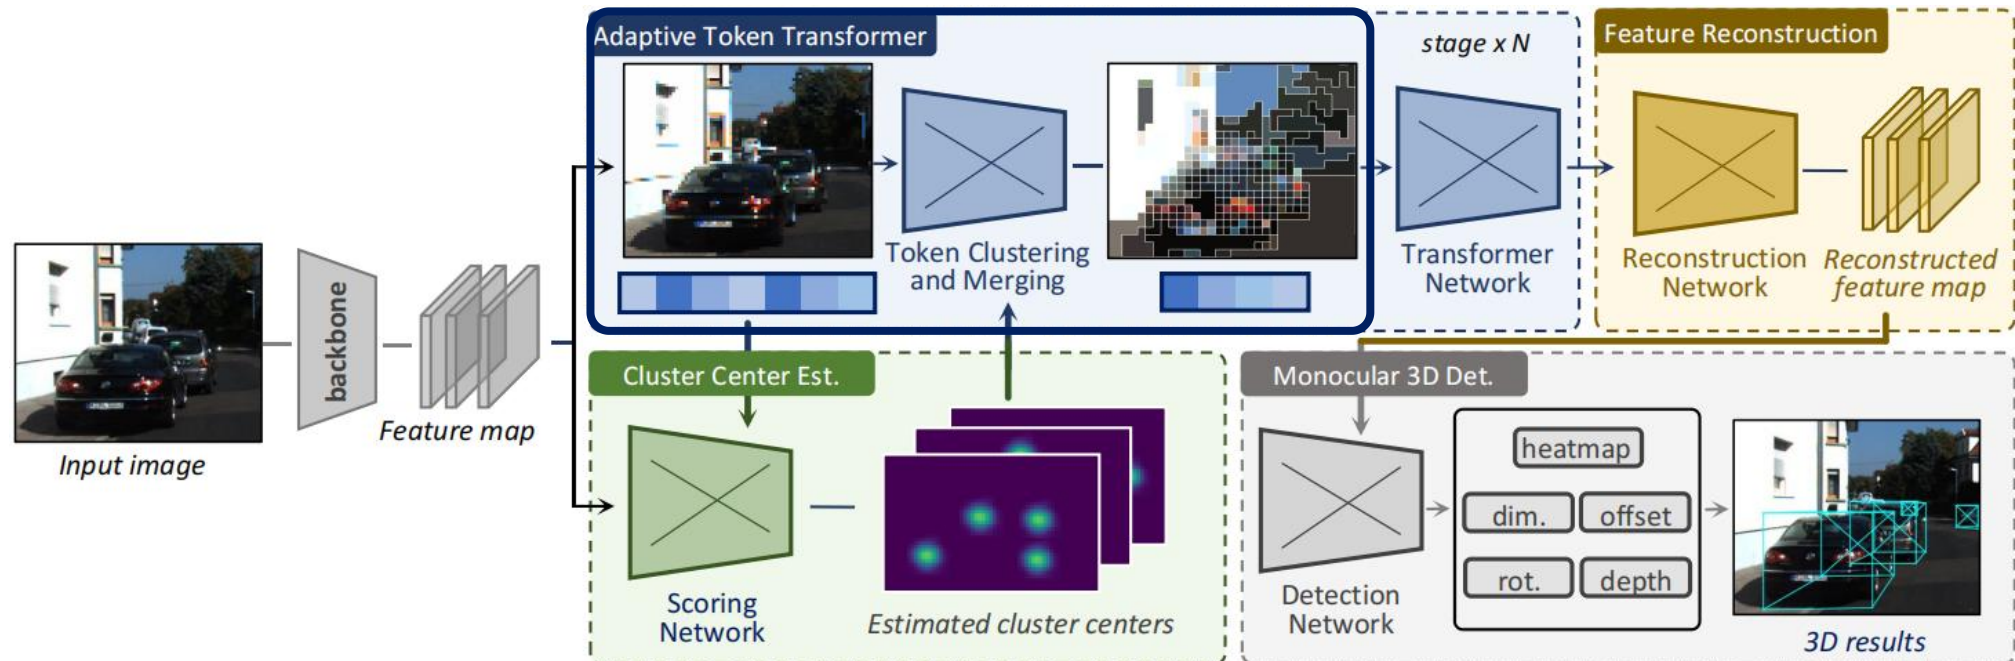 Adaptive Token Transformer
stage x N
Feature Reconstruction
Token Clustering
and Merging
Transformer
Network
Reconstruction
Network
Reconstructed
feature map
backbone
Feature map
Input image
Cluster Center Est.
Scoring
Network
Estimated cluster centers
Monocular 3D Det.
Detection
Network
heatmap
dim.
offset
rot.
depth
3D results